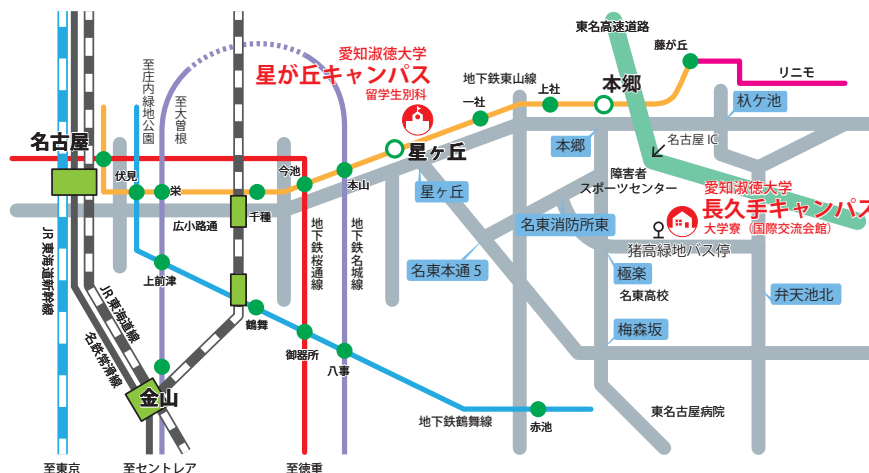 東名高速道路
藤が丘
リニモ
愛知淑徳大学
星が丘キャンパス
留学生別科
地下鉄東山線
上社
本郷
一社
杁ケ池
至庄内緑地公園
至大曽根
名古屋
伏見
栄
千種
今池
本山
星ヶ丘
本郷
名古屋 IC
障害者
スポーツセンター
愛知淑徳大学
長久手キャンパス
大学寮（国際交流会館）
星ヶ丘
名東消防所東
猪高緑地バス停
広小路通
JR 東海道新幹線
地下鉄桜通線
地下鉄名城線
名東本通 5
極楽
名東高校
弁天池北
上前津
JR 東海道線
名鉄常滑線
鶴舞
御器所
八事
梅森坂
金山
地下鉄鶴舞線
赤池
東名古屋病院
至東京
至セントレア
至徳重